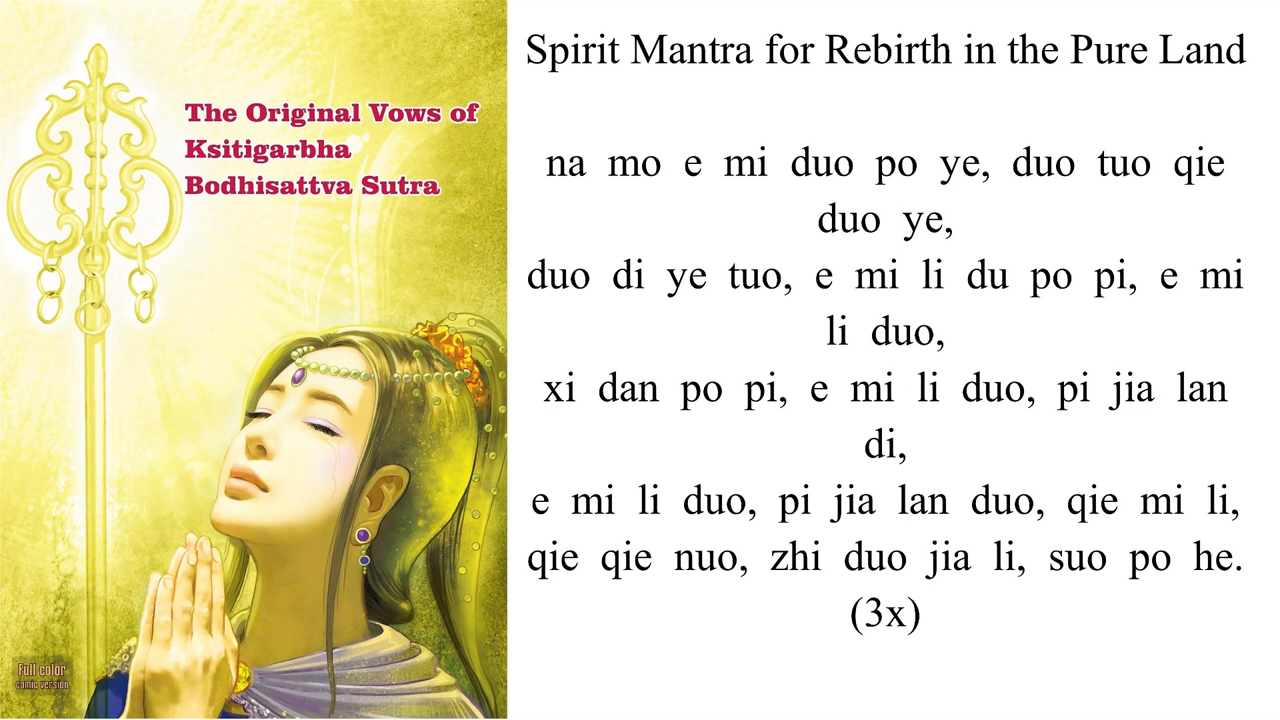 The Original Vows of
Ksitigarbha
Bodhisattva Sutra
Full color
comic version
Spirit Mantra for Rebirth in the Pure Land
na mo e mi duo po ye, duo tuo qie
duo ye,
duo di ye tuo, e mi li du po pi, e mi
li duo,
xi dan po pi, e mi li duo, pi jia lan
di,
e mi li duo, pi jia lan duo, qie mi li,
qie qie nuo, zhi duo jia li, suo po he.
(3x)